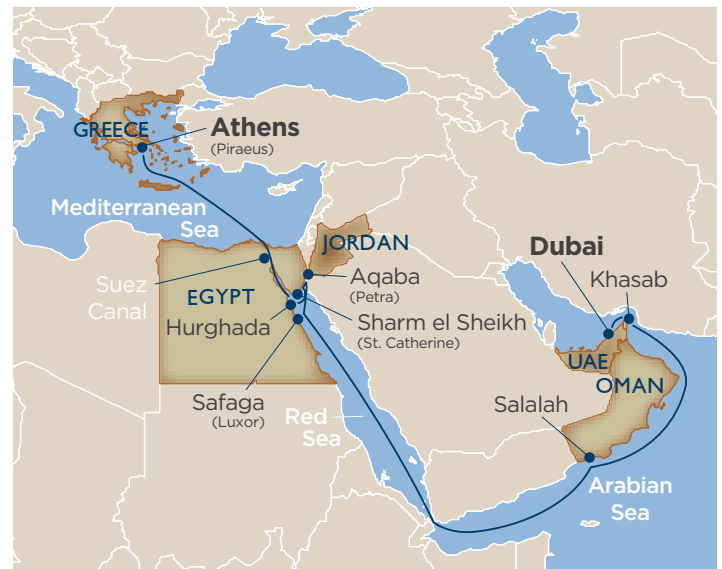 GREECE
Athens
(Piraeus)
Mediterranean
Sea
JORDAN
Suez
Canal
Aqaba
(Petra)
Dubai
Khasab
EGYPT
Hurghada
Sharm el Sheikh
(St. Catherine)
UAE
OMAN
Safaga
(Luxor)
Red
Sea
Salalah
Arabian
Sea